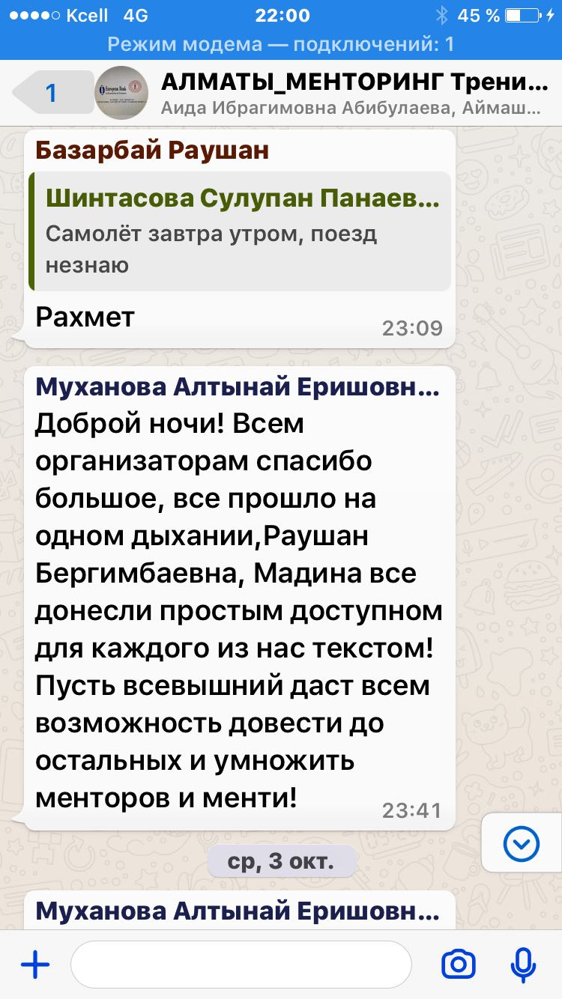 Kcell 4G 22:00 45 %
Режим модема — подключений: 1
1
АЛМАТЫ_МЕНТОРИНГ Трени...
Аида Ибрагимовна Абибулаева, Аймаш...
European Bank
Базарбай Раушан
Шинтасова Сулупан Панаев...
Самолёт завтра утром, поезд
незнаю
Рахмет
23:09
Муханова Алтынай Еришовн...
Доброй ночи! Всем
организаторам спасибо
большое, все прошло на
одном дыхании,Раушан
Бергимбаевна, Мадина все
донесли простым доступном
для каждого из нас текстом!
Пусть всевышний даст всем
возможность довести до
остальных и умножить
менторов и менти!
23:41
ср, 3 окт.
Муханова Алтынай Еришовн...